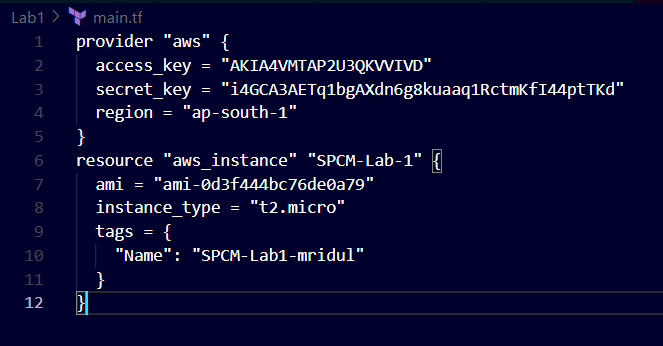 Lab1 > main.tf
1 provider "aws" {
2 access_key = "AKIA4VMTAP2U3QKVVIVD"
3 secret_key = "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"
4 region = "ap-south-1"
5 }
6 resource "aws_instance" "SPCM-Lab-1" {
7 ami = "ami-0d3f444bc76de0a79"
8 instance_type = "t2.micro"
9 tags = {
10 "Name": "SPCM-Lab1-mridul"
11 }
12 }